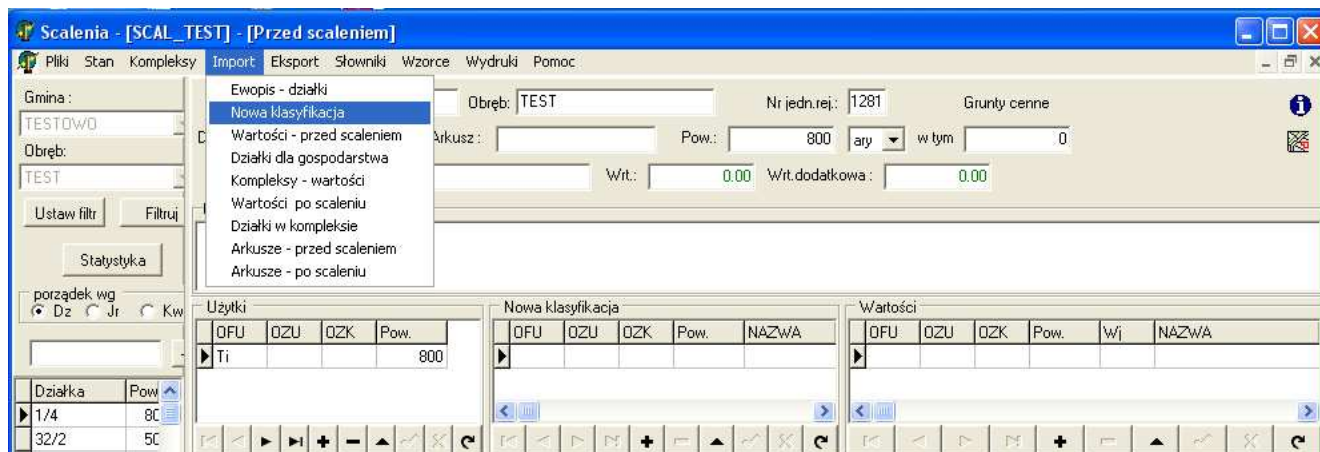 Scalenia - [SCAL_TEST] - [Przed scaleniem]
Pliki Stan Kompleksy Import Eksport Słowniki Wzorce Wydruki Pomoc
Gmina :
TESTOWO
Obręb:
TEST
Ustaw filtr Filtruj
Statystyka
porządek wg
Dz Jr Kw
Działka Pow
1/4
32/2
Ewopis - działki
Nowa klasyfikacja
Wartości - przed scaleniem
Działki dla gospodarstwa
Kompleksy - wartości
Wartości po scaleniu
Działki w kompleksie
Arkusze - przed scaleniem
Arkusze - po scaleniu
Obręb: TEST Nr jedn.rej.: 1281 Grunty cenne
Arkusz : Pow.: 800 ary w tym 0
Wrt.: 0.00 Wrt.dodatkowa : 0.00
Użytki
OFU OZU OZK Pow.
Ti 800
Nowa klasyfikacja
OFU OZU OZK Pow. NAZWA
Wartości
OFU OZU OZK Pow. Wj NAZWA